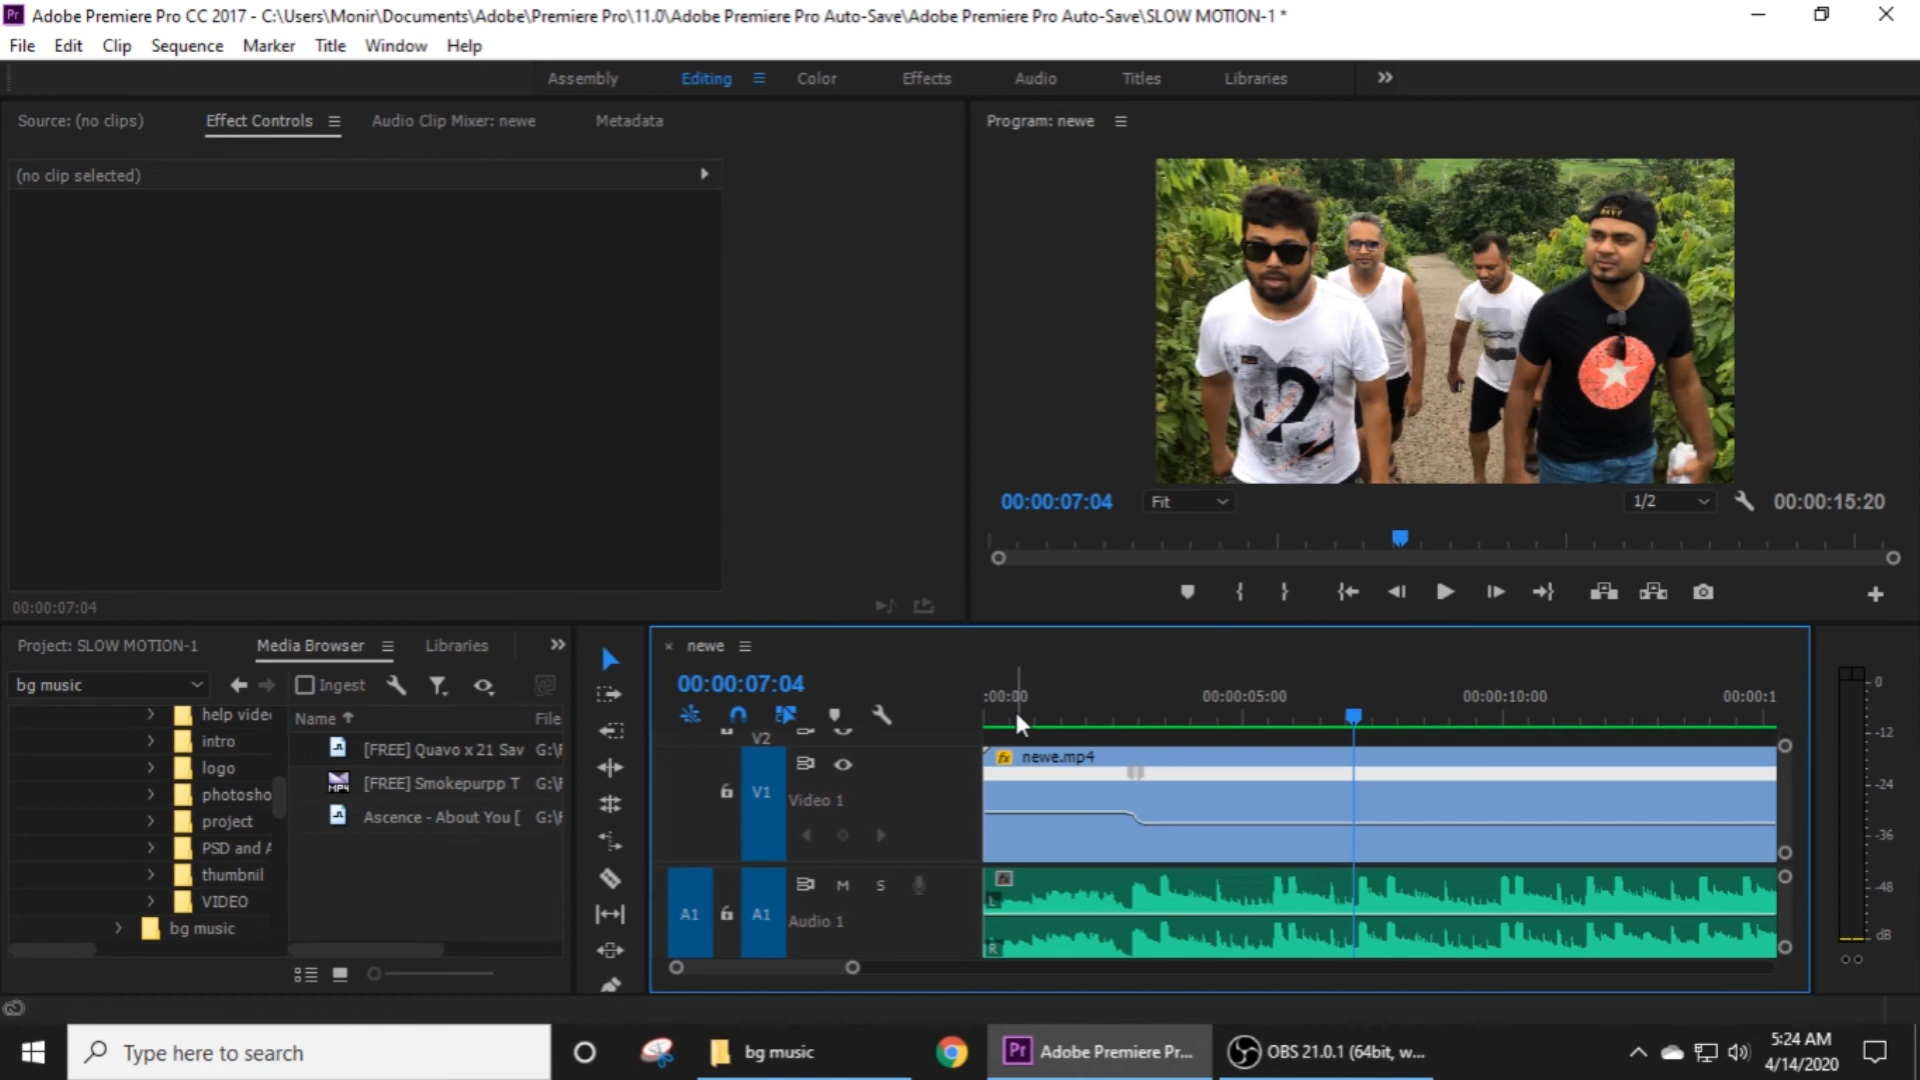 Adobe Premiere Pro CC 2017 - C:\Users\Monir\Documents\Adobe\Premiere Pro\11.0\Adobe Premiere Pro Auto-Save\Adobe Premiere Pro Auto-Save\SLOW MOTION-1 *
File Edit Clip Sequence Marker Title Window Help
Assembly Editing Color Effects Audio Titles Libraries
Source: (no clips) Effect Controls Audio Clip Mixer: newe Metadata
Program: newe
(no clip selected)
00:00:07:04 Fit 1/2 00:00:15:20
00:00:07:04
Project: SLOW MOTION-1 Media Browser Libraries
bg music Ingest
Name File
help vide
intro
logo
photosho
project
PSD and A
thumbnil
VIDEO
bg music
[FREE] Quavo x 21 Sav G:\F
[FREE] Smokepurpp T G:\F
Ascence - About You [ G:\F
newe
00:00:07:04
:00:00 00:00:05:00 00:00:10:00 00:00:1
V2
fx newe.mp4
V1 Video 1
fx
M S
L
A1 A1 Audio 1
R
0
-12
-24
-36
-48
dB
Type here to search
bg music
Adobe Premiere Pr...
OBS 21.0.1 (64bit, w...
5:24 AM
4/14/2020